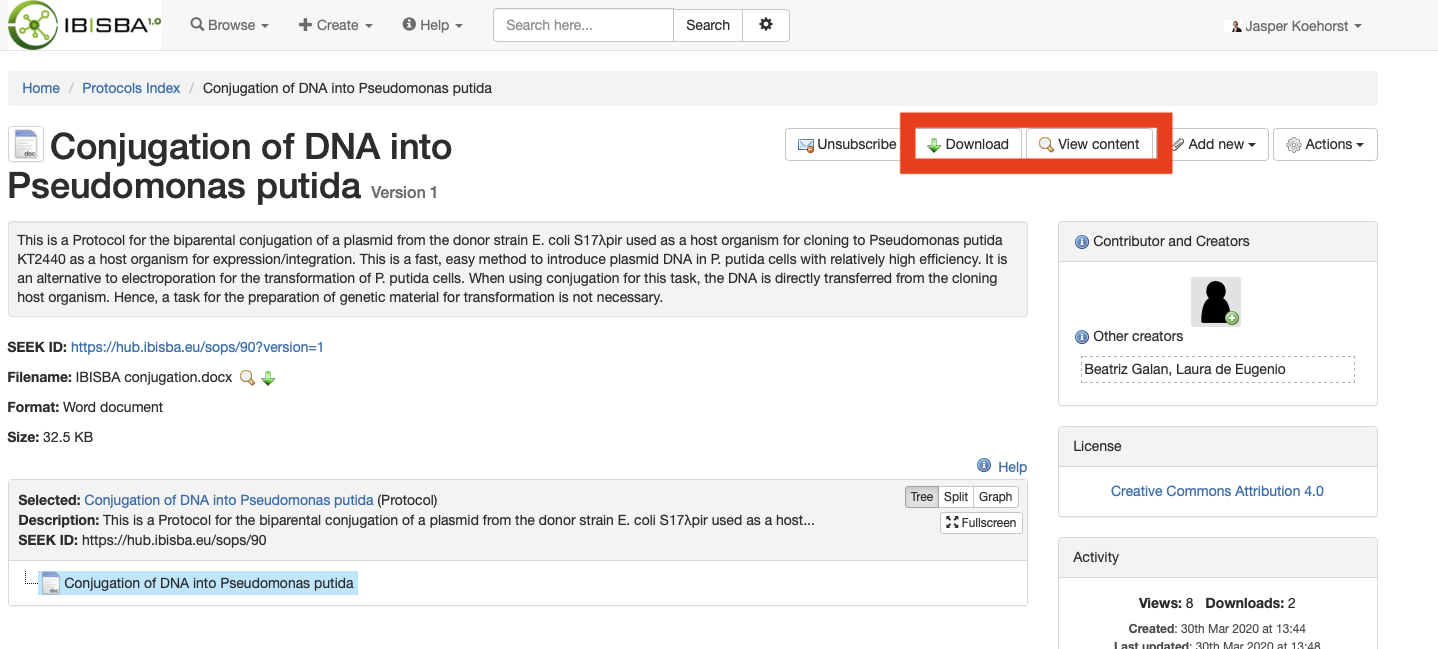 IBISBA 1.0
Browse
Create
Help
Search here...
Search
Jasper Koehorst
Home / Protocols Index / Conjugation of DNA into Pseudomonas putida
Conjugation of DNA into
Pseudomonas putida Version 1
Unsubscribe
Download
View content
Add new
Actions
This is a Protocol for the biparental conjugation of a plasmid from the donor strain E. coli S17λpir used as a host organism for cloning to Pseudomonas putida
KT2440 as a host organism for expression/integration. This is a fast, easy method to introduce plasmid DNA in P. putida cells with relatively high efficiency. It is
an alternative to electroporation for the transformation of P. putida cells. When using conjugation for this task, the DNA is directly transferred from the cloning
host organism. Hence, a task for the preparation of genetic material for transformation is not necessary.
SEEK ID: https://hub.ibisba.eu/sops/90?version=1
Filename: IBISBA conjugation.docx
Format: Word document
Size: 32.5 KB
Help
Selected: Conjugation of DNA into Pseudomonas putida (Protocol)
Description: This is a Protocol for the biparental conjugation of a plasmid from the donor strain E. coli S17λpir used as a host...
SEEK ID: https://hub.ibisba.eu/sops/90
Tree
Split
Graph
Fullscreen
Conjugation of DNA into Pseudomonas putida
Contributor and Creators
Other creators
Beatriz Galan, Laura de Eugenio
License
Creative Commons Attribution 4.0
Activity
Views: 8 Downloads: 2
Created: 30th Mar 2020 at 13:44
Last updated: 30th Mar 2020 at 13:48